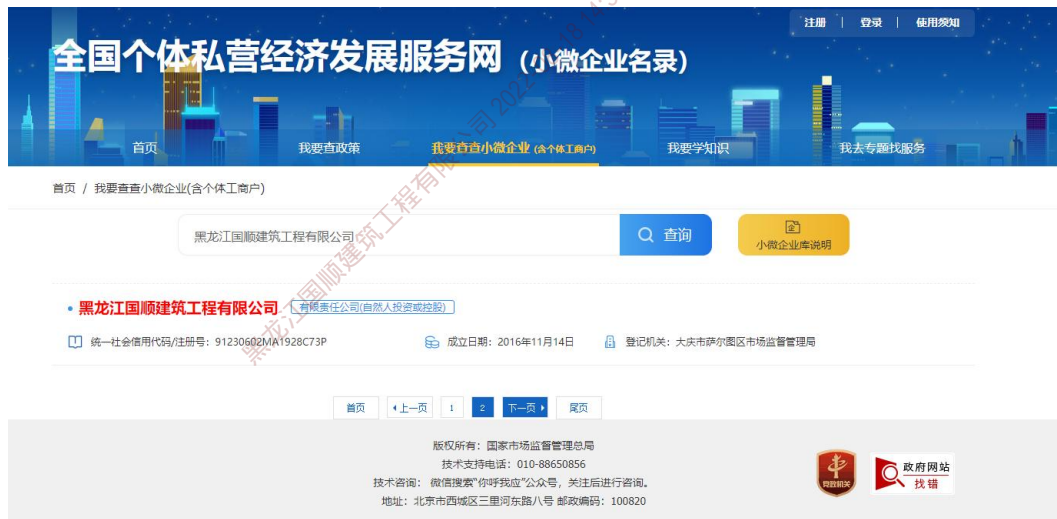 注册 | 登录 | 使用须知
全国个体私营经济发展服务网（小微企业名录）
首页 我要查政策 我要查查小微企业 (含个体工商户) 我要学知识 我去专题找服务
首页 / 我要查查小微企业(含个体工商户)
黑龙江国顺建筑工程有限公司 查询
小微企业库说明
黑龙江国顺建筑工程有限公司 有限责任公司(自然人投资或控股)
统一社会信用代码/注册号：91230602MA1928C73P 成立日期：2016年11月14日 登记机关：大庆市萨尔图区市场监督管理局
首页 上一页 1 2 下一页 尾页
版权所有：国家市场监督管理总局
技术支持电话：010-88650856
技术咨询： 微信搜索“你呼我应”公众号，关注后进行咨询。
地址：北京市西城区三里河东路八号 邮政编码：100820
党政机关
政府网站
找错
黑龙江国顺建筑工程有限公司